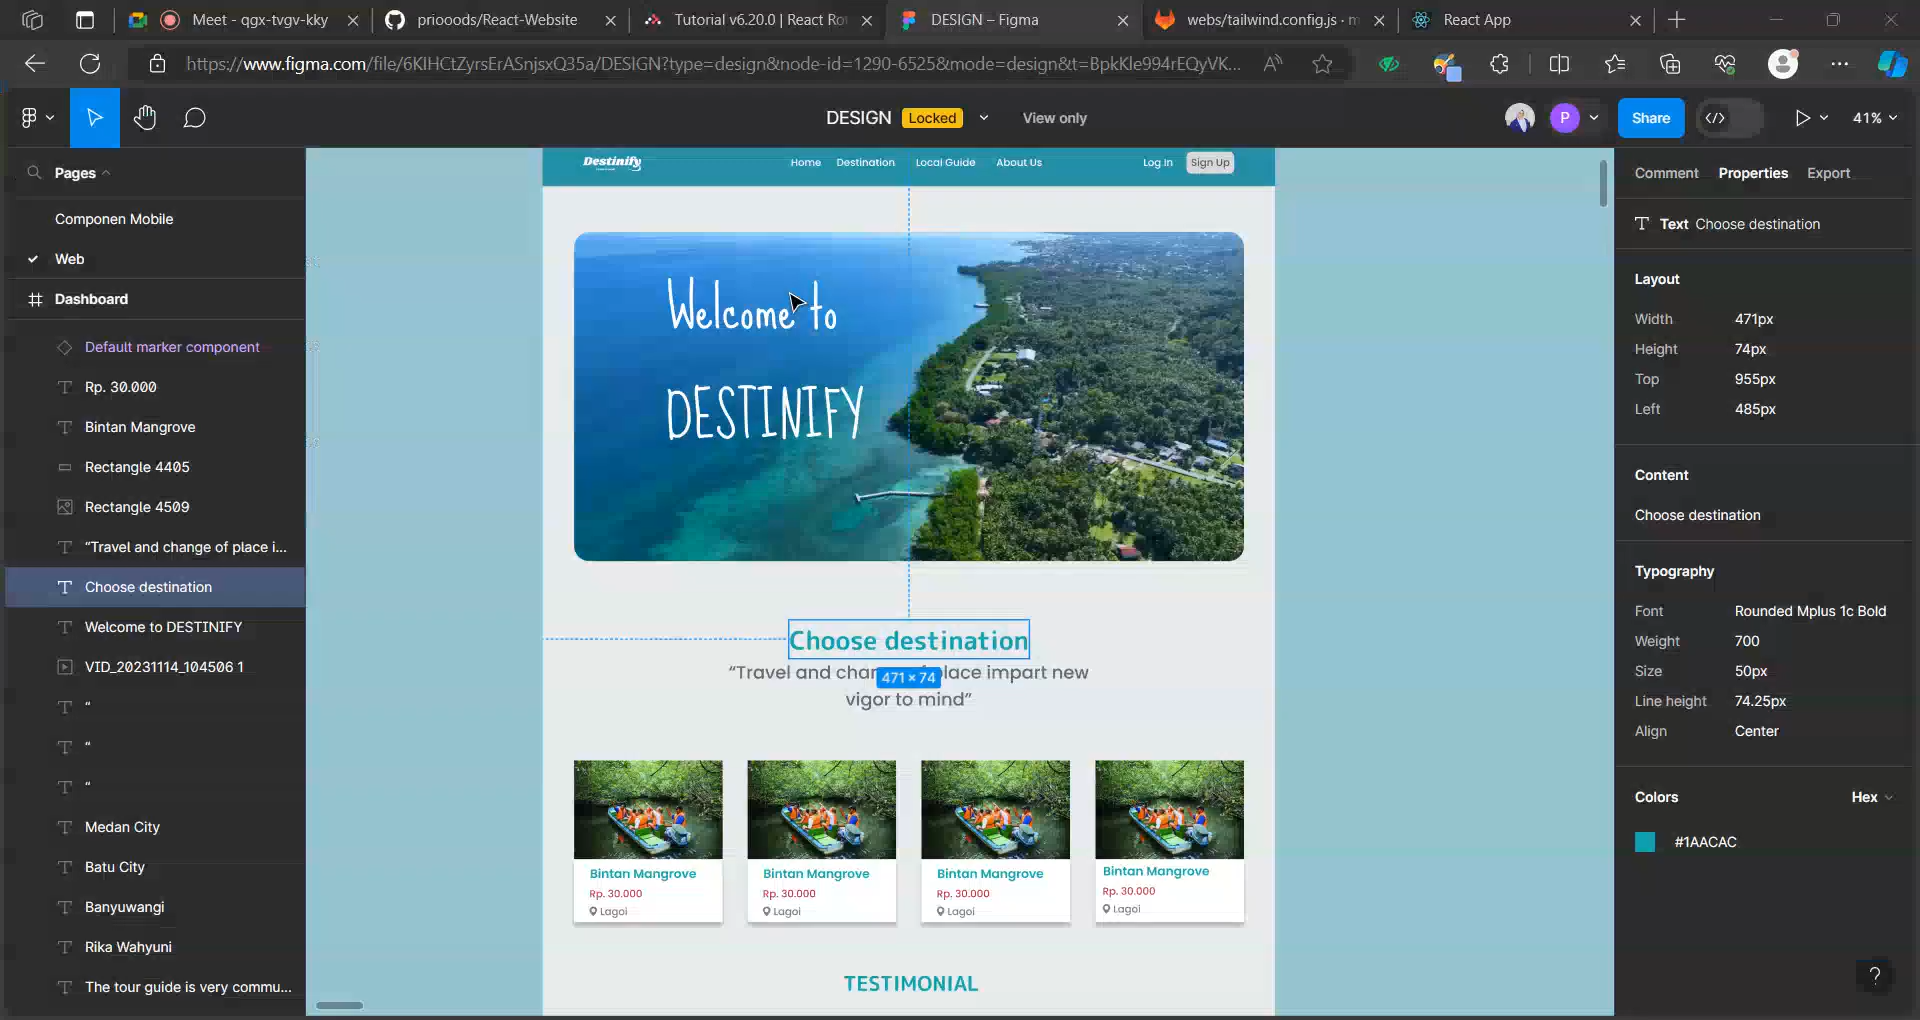 Meet - qgx-tvgv-kky
priooods/React-Website
Tutorial v6.20.0 | React Ro
DESIGN – Figma
webs/tailwind.config.js · m
React App
https://www.figma.com/file/6KIHCtZyrsErASnjsxQ35a/DESIGN?type=design&node-id=1290-6525&mode=design&t=BpkKle994rEQyVK...
DESIGN
Locked
View only
P
Share
41%
Pages
Componen Mobile
Web
Dashboard
Default marker component
Rp. 30.000
Bintan Mangrove
Rectangle 4405
Rectangle 4509
“Travel and change of place i...
Choose destination
Welcome to DESTINIFY
VID_20231114_104506 1
“
“
“
Medan City
Batu City
Banyuwangi
Rika Wahyuni
The tour guide is very commu...
Destinify
Home
Destination
Local Guide
About Us
Log In
Sign Up
Welcome to
DESTINIFY
Choose destination
“Travel and chan place impart new
471 × 74
vigor to mind”
Bintan Mangrove
Rp. 30.000
Lagoi
Bintan Mangrove
Rp. 30.000
Lagoi
Bintan Mangrove
Rp. 30.000
Lagoi
Bintan Mangrove
Rp. 30.000
Lagoi
TESTIMONIAL
Comment
Properties
Export
Text Choose destination
Layout
Width 471px
Height 74px
Top 955px
Left 485px
Content
Choose destination
Typography
Font Rounded Mplus 1c Bold
Weight 700
Size 50px
Line height 74.25px
Align Center
Colors
Hex
#1AACAC
?